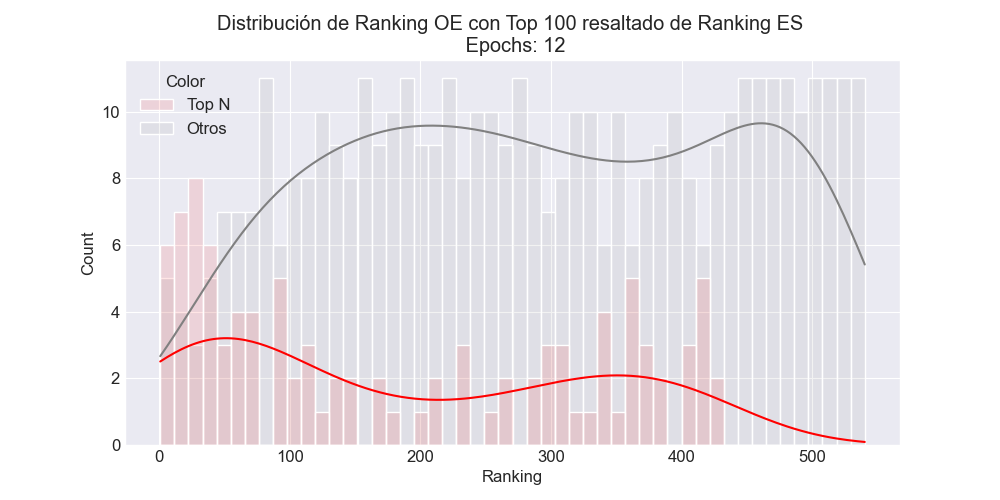 Distribución de Ranking OE con Top 100 resaltado de Ranking ES
Epochs: 12
Color
Top N
Otros
Count
10
8
6
4
2
0
0 100 200 300 400 500
Ranking